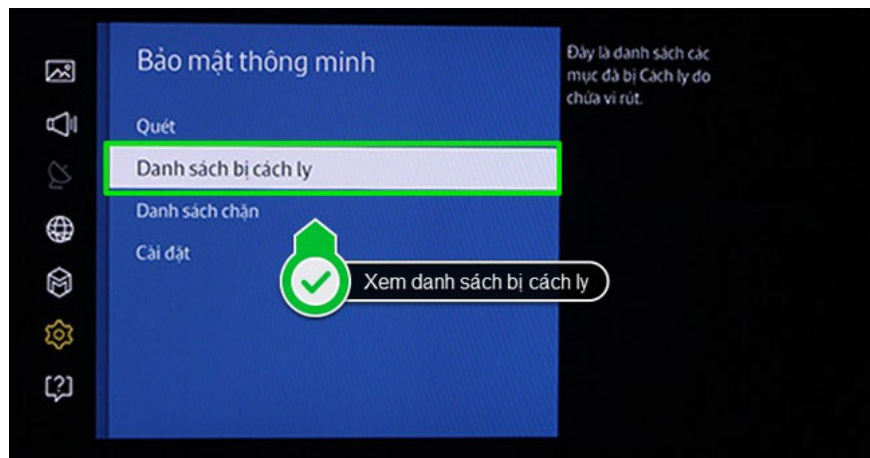 Bảo mật thông minh
Quét
Danh sách bị cách ly
Danh sách chặn
Cài đặt
Đây là danh sách các
mục đã bị Cách ly do
chứa vi rút.
Xem danh sách bị cách ly